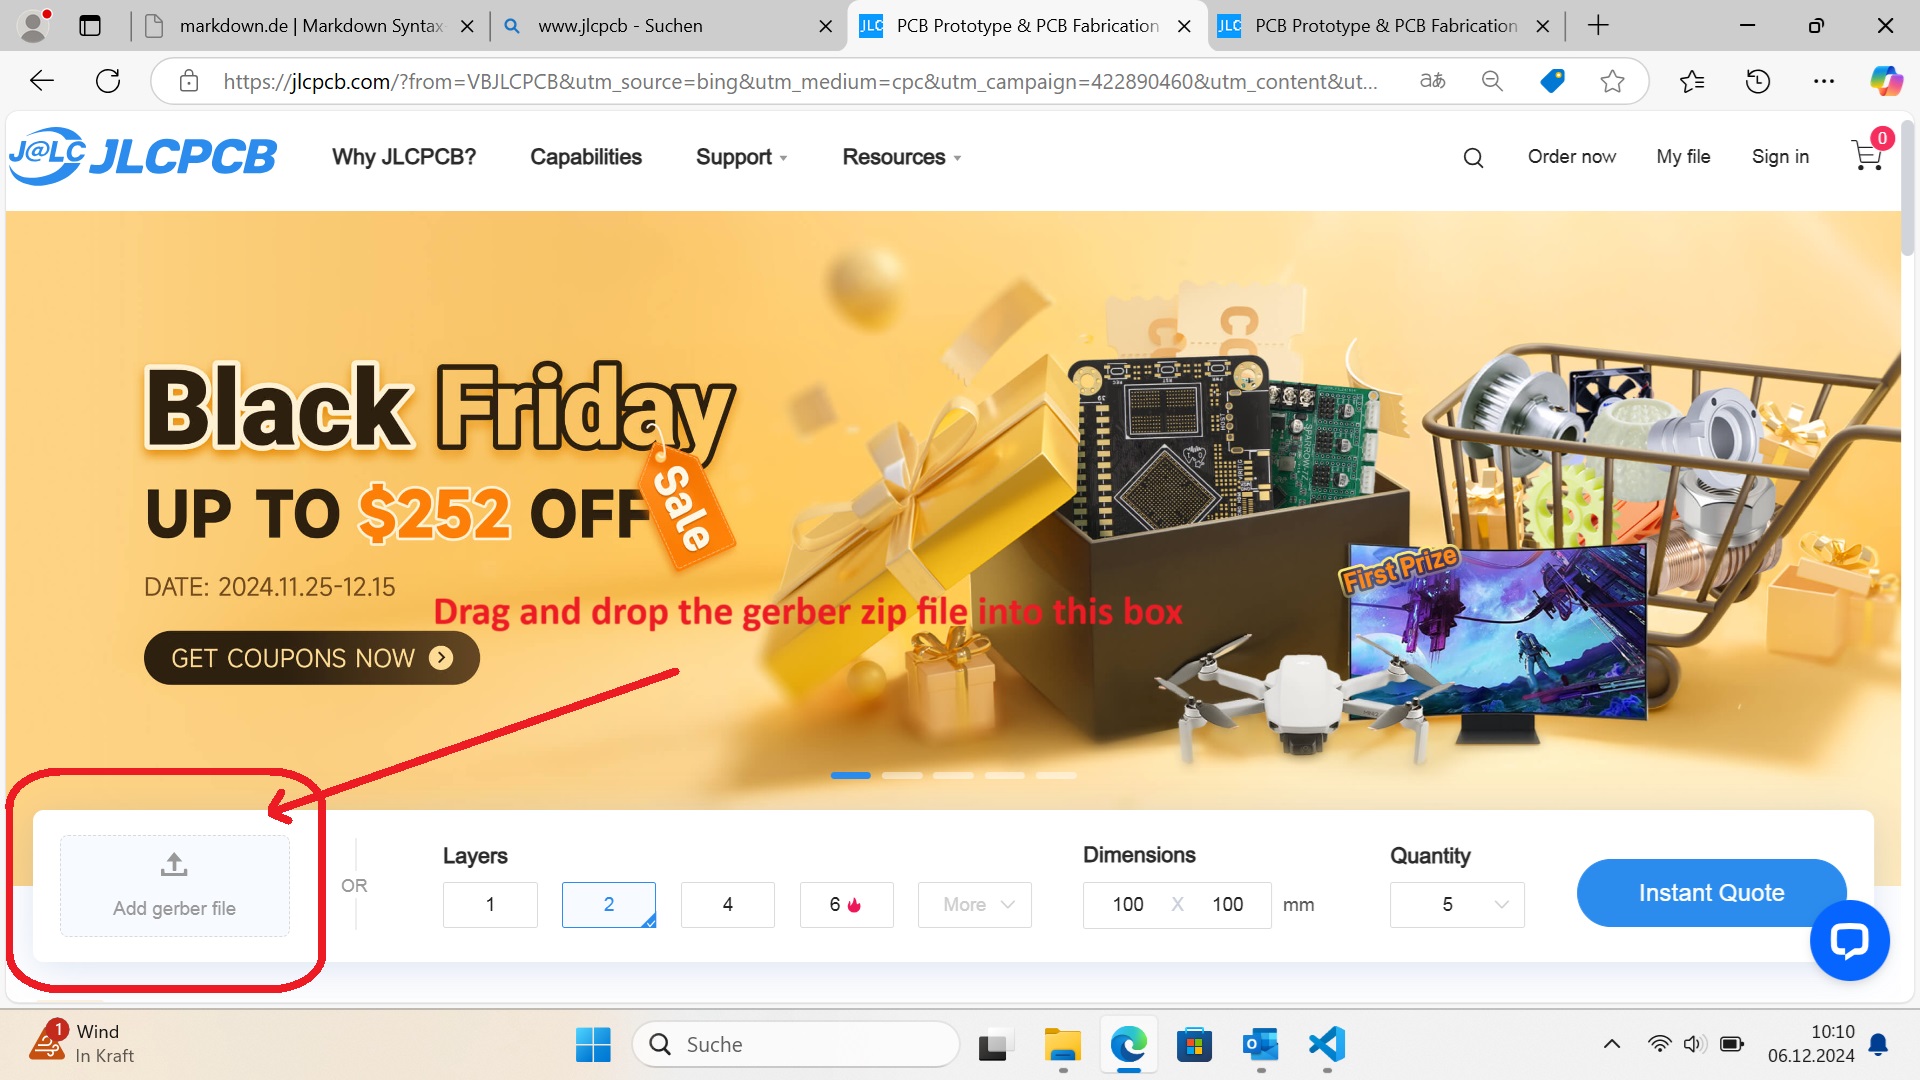 markdown.de | Markdown Syntax
www.jlcpcb - Suchen
PCB Prototype & PCB Fabrication
PCB Prototype & PCB Fabrication
https://jlcpcb.com/?from=VBJLCPCB&utm_source=bing&utm_medium=cpc&utm_campaign=422890460&utm_content&ut...
aあ
J@LC JLCPCB
Why JLCPCB?
Capabilities
Support
Resources
Order now
My file
Sign in
0
Black Friday
UP TO $252 OFF
Sale
DATE: 2024.11.25-12.15
First Prize
Drag and drop the gerber zip file into this box
GET COUPONS NOW
Add gerber file
OR
Layers
1
2
4
6
More
Dimensions
100 X 100 mm
Quantity
5
Instant Quote
1
Wind
In Kraft
Suche
10:10
06.12.2024